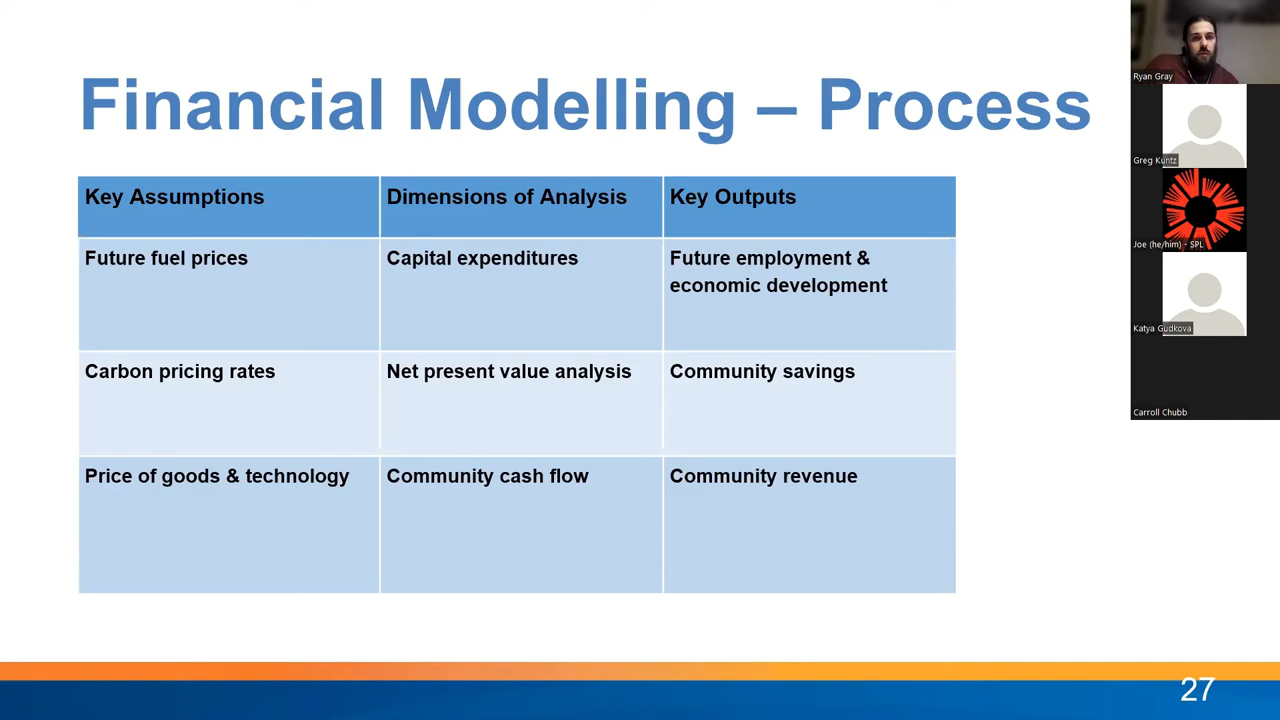 Financial Modelling – Process
Key Assumptions
Dimensions of Analysis
Key Outputs
Future fuel prices
Capital expenditures
Future employment &
economic development
Carbon pricing rates
Net present value analysis
Community savings
Price of goods & technology
Community cash flow
Community revenue
27
Ryan Gray
Greg Kuntz
Joe (he/him) - SPL
Katya Gudkova
Carroll Chubb